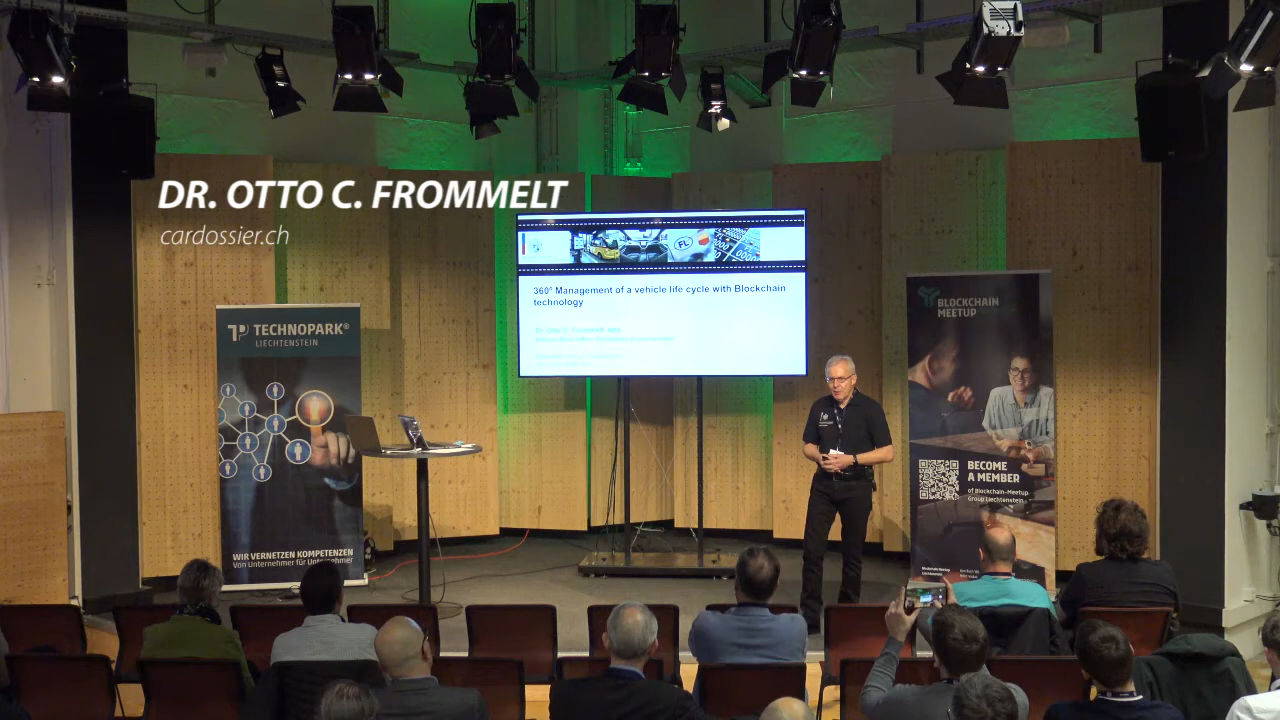 DR. OTTO C. FROMMELT
cardossier.ch
360° Management of a vehicle life cycle with Blockchain
technology
FL
TECHNOPARK®
LIECHTENSTEIN
WIR VERNETZEN KOMPETENZEN
Von Unternehmer für Unternehmer
BLOCKCHAIN
MEETUP
BECOME
A MEMBER
of Blockchain-Meetup
Group Liechtenstein